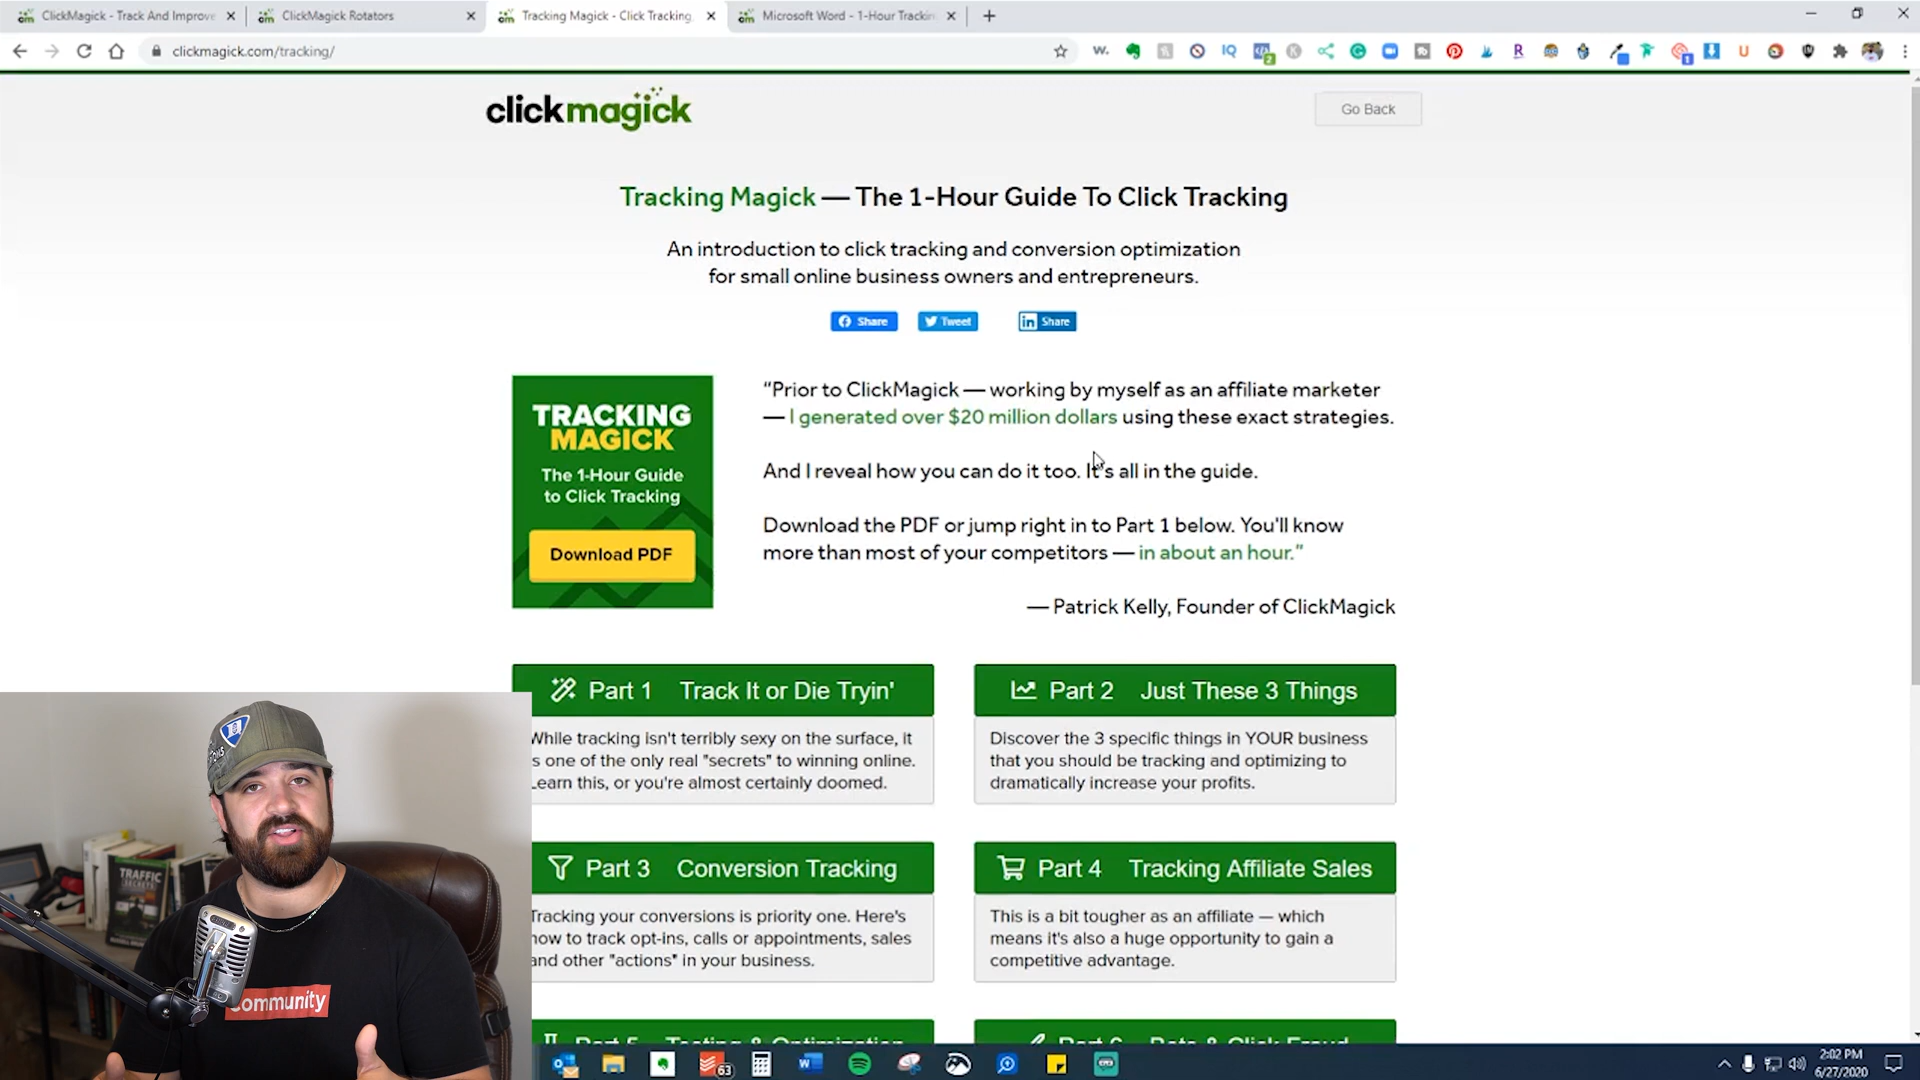 ClickMagick - Track And Improve
ClickMagick Rotators
Tracking Magick - Click Tracking
Microsoft Word - 1-Hour Trackin
clickmagick.com/tracking/
clickmagick
Go Back
Tracking Magick — The 1-Hour Guide To Click Tracking
An introduction to click tracking and conversion optimization
for small online business owners and entrepreneurs.
Share
Tweet
Share
TRACKING
MAGICK
The 1-Hour Guide
to Click Tracking
Download PDF
“Prior to ClickMagick — working by myself as an affiliate marketer
— I generated over $20 million dollars using these exact strategies.
And I reveal how you can do it too. It's all in the guide.
Download the PDF or jump right in to Part 1 below. You'll know
more than most of your competitors — in about an hour.”
— Patrick Kelly, Founder of ClickMagick
Part 1 Track It or Die Tryin'
While tracking isn't terribly sexy on the surface, it
s one of the only real "secrets" to winning online.
Learn this, or you're almost certainly doomed.
Part 2 Just These 3 Things
Discover the 3 specific things in YOUR business
that you should be tracking and optimizing to
dramatically increase your profits.
Part 3 Conversion Tracking
Tracking your conversions is priority one. Here's
how to track opt-ins, calls or appointments, sales
and other "actions" in your business.
Part 4 Tracking Affiliate Sales
This is a bit tougher as an affiliate — which
means it's also a huge opportunity to gain a
competitive advantage.
Part 5 Testing & Optimization
Part 6 Bots & Click Fraud
TRAFFIC
SECRETS
Community
63
2:02 PM
6/27/2020